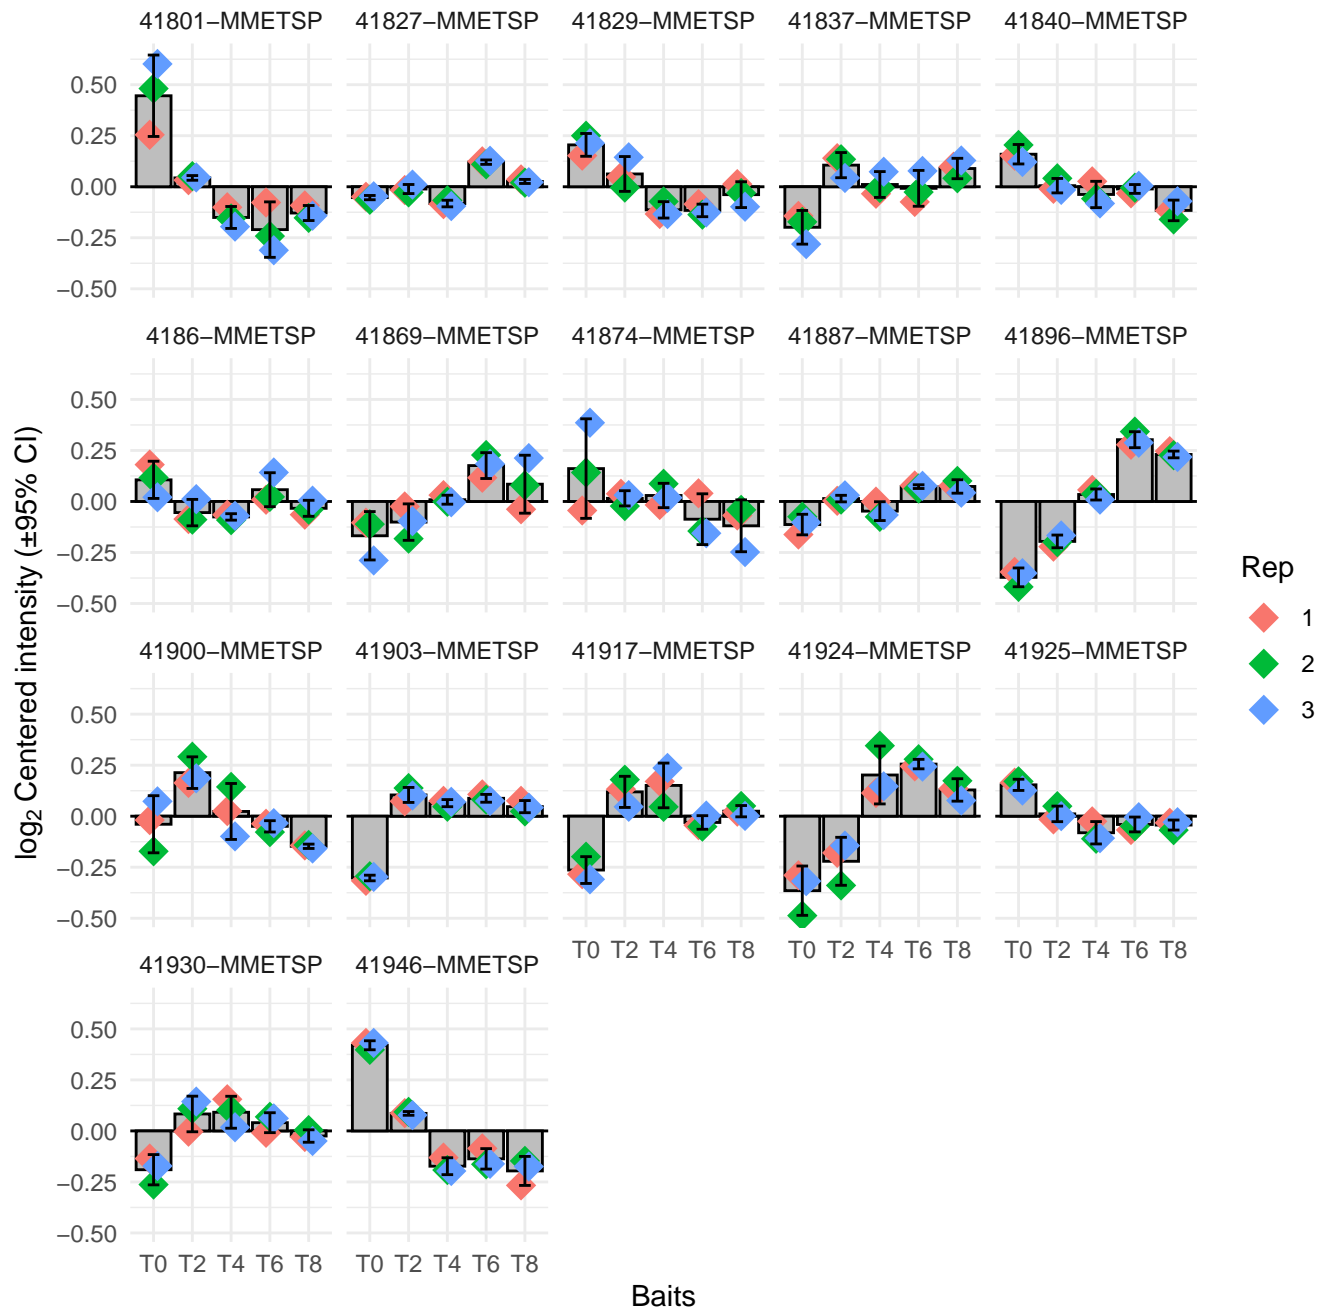 41801−MMETSP 41827−MMETSP 41829−MMETSP 41837−MMETSP 41840−MMETSP
0.50
0.25
0.00
−0.25
−0.50
4186−MMETSP 41869−MMETSP 41874−MMETSP 41887−MMETSP 41896−MMETSP
0.50
0.25
0.00
−0.25
−0.50
41900−MMETSP 41903−MMETSP 41917−MMETSP 41924−MMETSP 41925−MMETSP
0.50
0.25
0.00
−0.25
−0.50
T0 T2 T4 T6 T8 T0 T2 T4 T6 T8 T0 T2 T4 T6 T8
41930−MMETSP 41946−MMETSP
0.50
0.25
0.00
−0.25
−0.50
T0 T2 T4 T6 T8 T0 T2 T4 T6 T8
Baits
log2 Centered intensity (±95% CI)
Rep
1
2
3